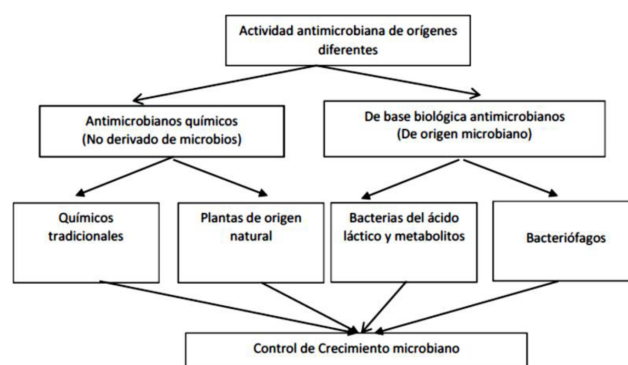 Actividad antimicrobiana de orígenes
diferentes
Antimicrobianos químicos
(No derivado de microbios)
De base biológica antimicrobianos
(De origen microbiano)
Químicos
tradicionales
Plantas de origen
natural
Bacterias del ácido
láctico y metabolitos
Bacteriófagos
Control de Crecimiento microbiano